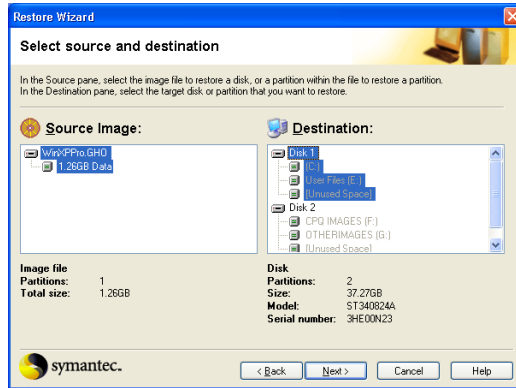 Restore Wizard
Select source and destination
In the Source pane, select the image file to restore a disk, or a partition within the file to restore a partition.
In the Destination pane, select the target disk or partition that you want to restore.
Source Image:
WinXPPro.GHO
1.26GB Data
Destination:
Disk 1
(C:)
User Files (E:)
[Unused Space]
Disk 2
CPQ IMAGES (F:)
OTHERIMAGES (G:)
[Unused Space]
Image file
Partitions: 1
Total size: 1.26GB
Disk
Partitions: 2
Size: 37.27GB
Model: ST340824A
Serial number: 3HE00N23
symantec.
< Back
Next >
Cancel
Help